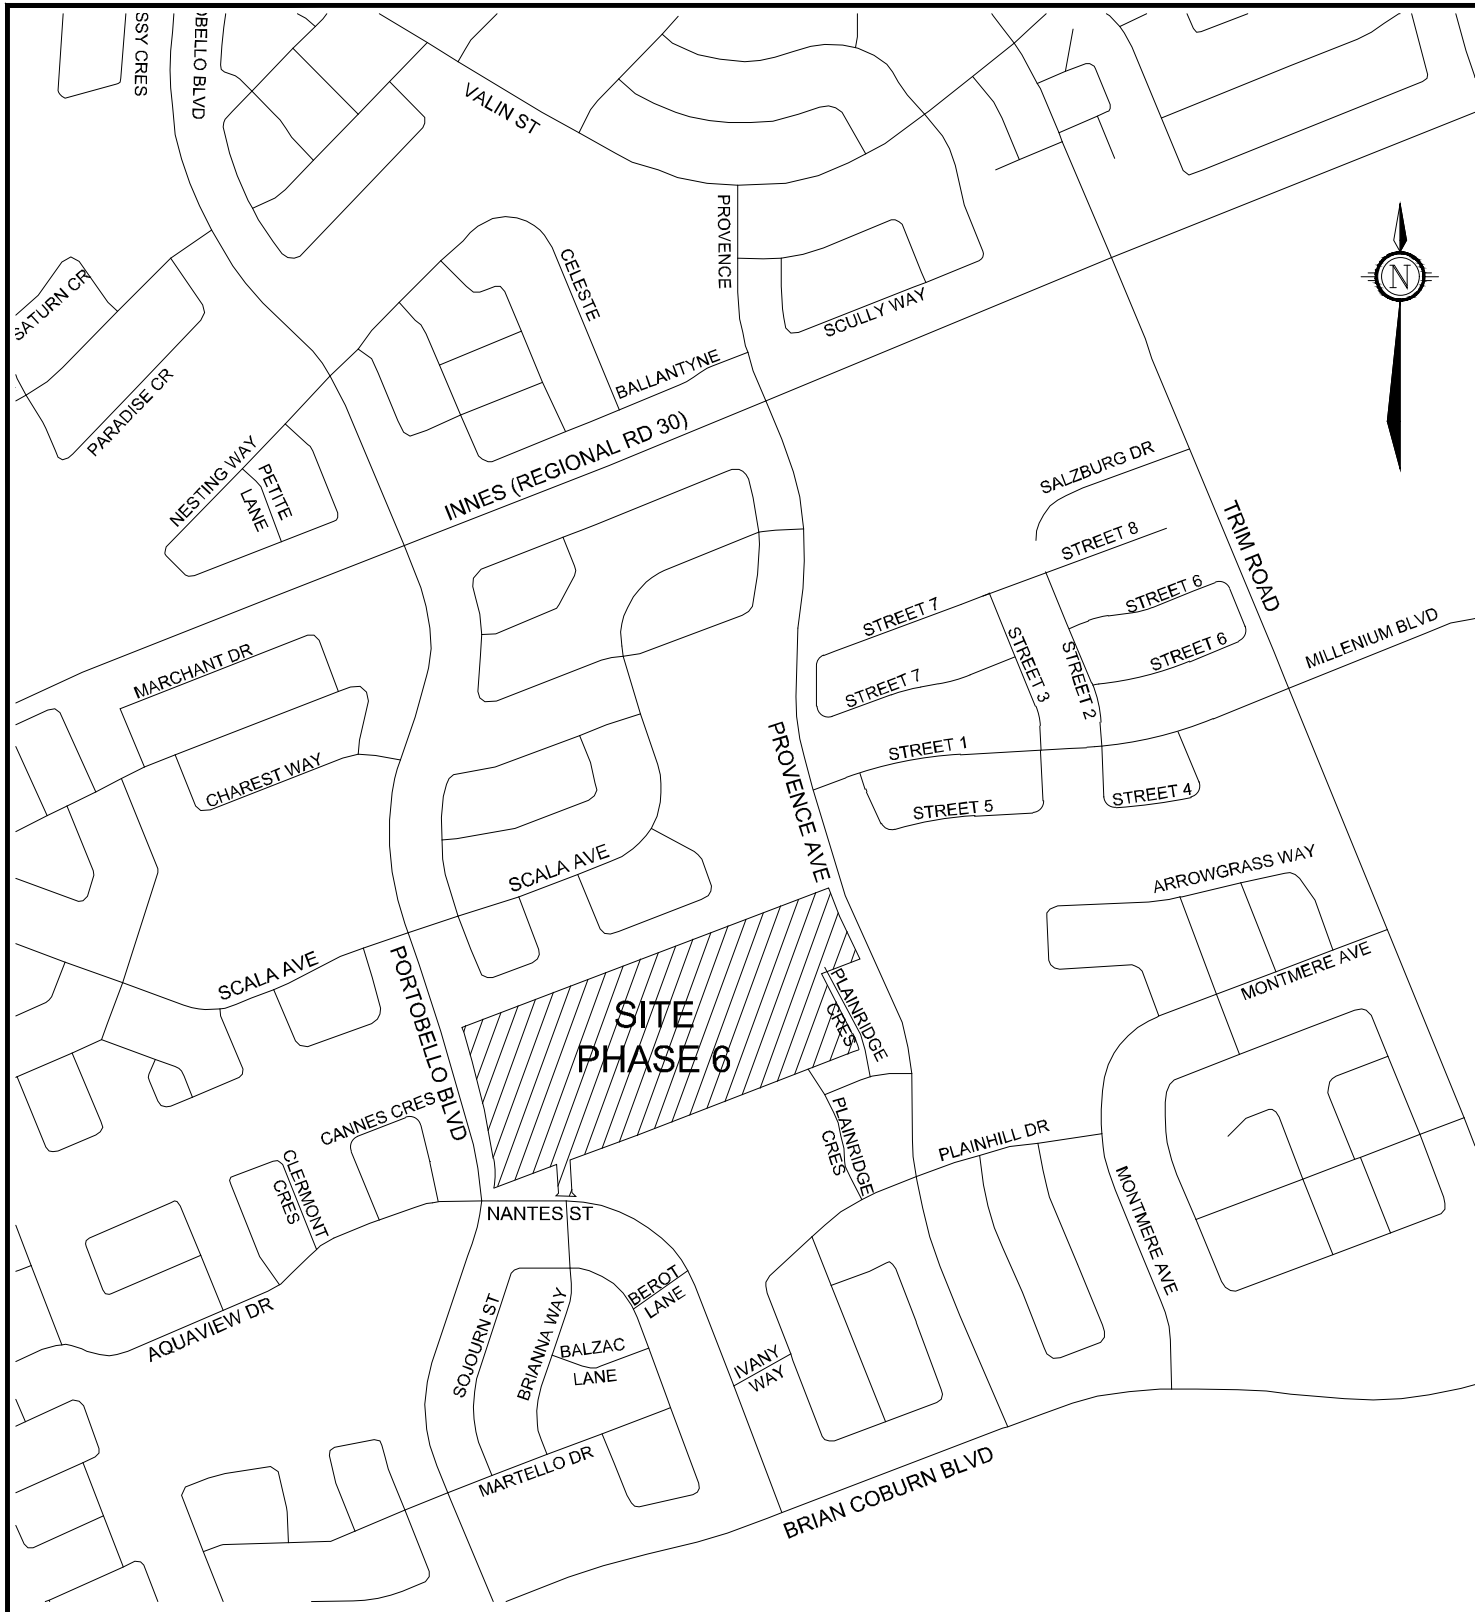 SSY CRES
OBELLO BLVD
VALIN ST
PROVENCE
CELESTE
SCULLY WAY
SATURN CR
PARADISE CR
BALLANTYNE
N
NESTING WAY
PETITE
LANE
INNES (REGIONAL RD 30)
SALZBURG DR
TRIM ROAD
STREET 8
STREET 7
STREET 6
STREET 6
STREET 7
STREET 3
STREET 2
MILLENIUM BLVD
MARCHANT DR
CHAREST WAY
PROVENCE AVE
STREET 1
STREET 5
STREET 4
SCALA AVE
ARROWGRASS WAY
SCALA AVE
PORTOBELLO BLVD
MONTMERE AVE
SITE
PHASE 6
PLAINRIDGE
CRES
CANNES CRES
PLAINRIDGE
CRES
PLAINHILL DR
CLERMONT
CRES
MONTMERE AVE
NANTES ST
BEROT
LANE
AQUAVIEW DR
SOJOURN ST
BRIANNA WAY
BALZAC
LANE
IVANY
WAY
MARTELLO DR
BRIAN COBURN BLVD